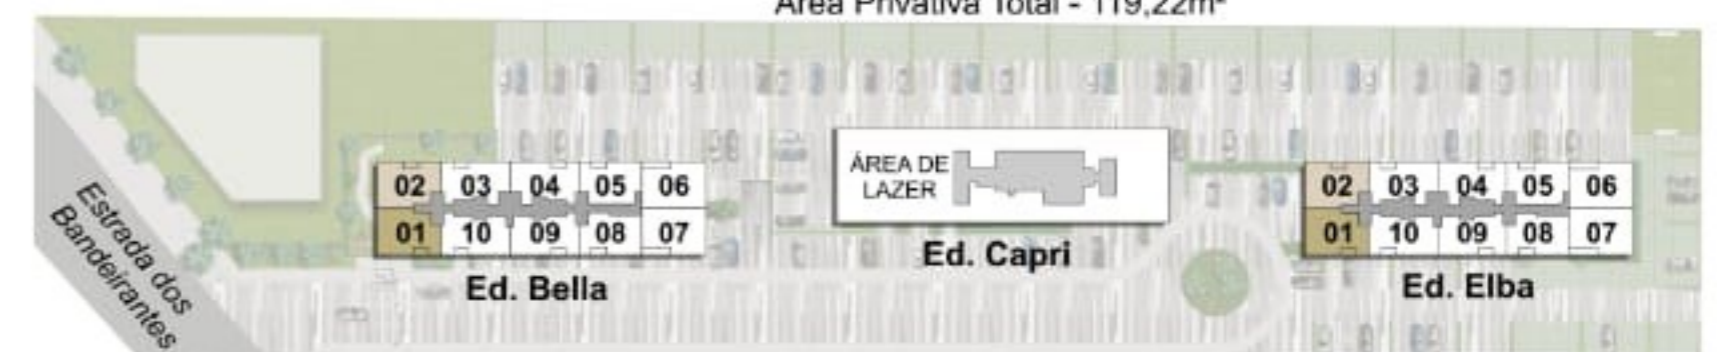 Área Privativa Total - 119,22m²
02 03 04 05 06
01 10 09 08 07
Ed. Bella
ÁREA DE
LAZER
Ed. Capri
02 03 04 05 06
01 10 09 08 07
Ed. Elba
Estrada dos
Bandeirantes